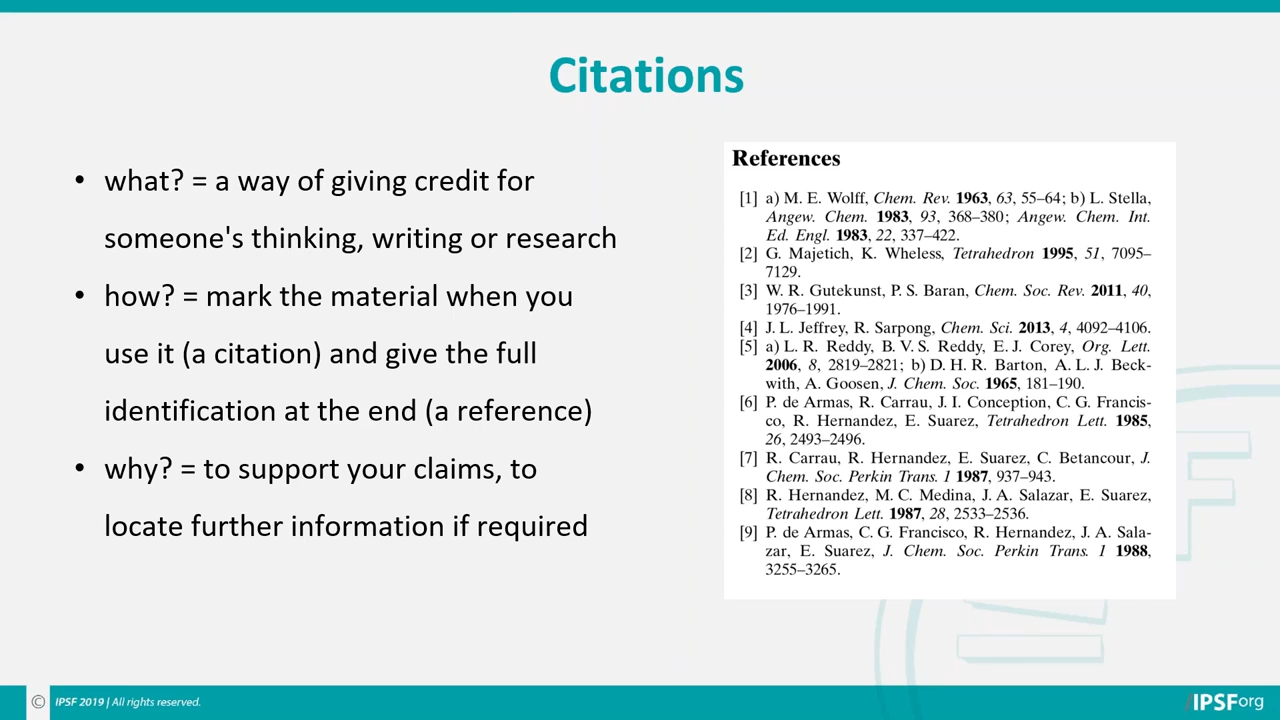 Citations
• what? = a way of giving credit for
someone's thinking, writing or research
• how? = mark the material when you
use it (a citation) and give the full
identification at the end (a reference)
• why? = to support your claims, to
locate further information if required
References
[1] a) M. E. Wolff, Chem. Rev. 1963, 63, 55–64; b) L. Stella,
Angew. Chem. 1983, 93, 368–380; Angew. Chem. Int.
Ed. Engl. 1983, 22, 337–422.
[2] G. Majetich, K. Wheless, Tetrahedron 1995, 51, 7095–
7129.
[3] W. R. Gutekunst, P. S. Baran, Chem. Soc. Rev. 2011, 40,
1976–1991.
[4] J. L. Jeffrey, R. Sarpong, Chem. Sci. 2013, 4, 4092–4106.
[5] a) L. R. Reddy, B. V. S. Reddy, E. J. Corey, Org. Lett.
2006, 8, 2819–2821; b) D. H. R. Barton, A. L. J. Beck-
with, A. Goosen, J. Chem. Soc. 1965, 181–190.
[6] P. de Armas, R. Carrau, J. I. Conception, C. G. Francis-
co, R. Hernandez, E. Suarez, Tetrahedron Lett. 1985,
26, 2493–2496.
[7] R. Carrau, R. Hernandez, E. Suarez, C. Betancour, J.
Chem. Soc. Perkin Trans. 1 1987, 937–943.
[8] R. Hernandez, M. C. Medina, J. A. Salazar, E. Suarez,
Tetrahedron Lett. 1987, 28, 2533–2536.
[9] P. de Armas, C. G. Francisco, R. Hernandez, J. A. Sala-
zar, E. Suarez, J. Chem. Soc. Perkin Trans. 1 1988,
3255–3265.
© IPSF 2019 | All rights reserved.
/IPSForg